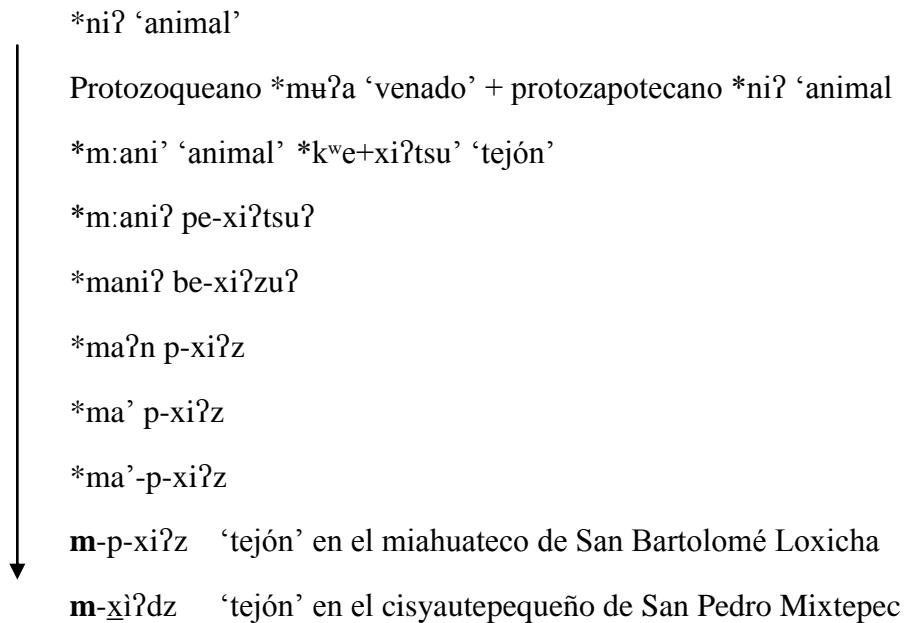 *niʔ ‘animal’
Protozoqueano *mʉʔa ‘venado’ + protozapotecano *niʔ ‘animal
*m:ani’ ‘animal’ *kʷe+xiʔtsu’ ‘tejón’
*m:aniʔ pe-xiʔtsuʔ
*maniʔ be-xiʔzuʔ
*maʔn p-xiʔz
*ma’ p-xiʔz
*ma’-p-xiʔz
m-p-xiʔz ‘tejón’ en el miahuateco de San Bartolomé Loxicha
m-x̲ìʔdz ‘tejón’ en el cisyautepequeño de San Pedro Mixtepec